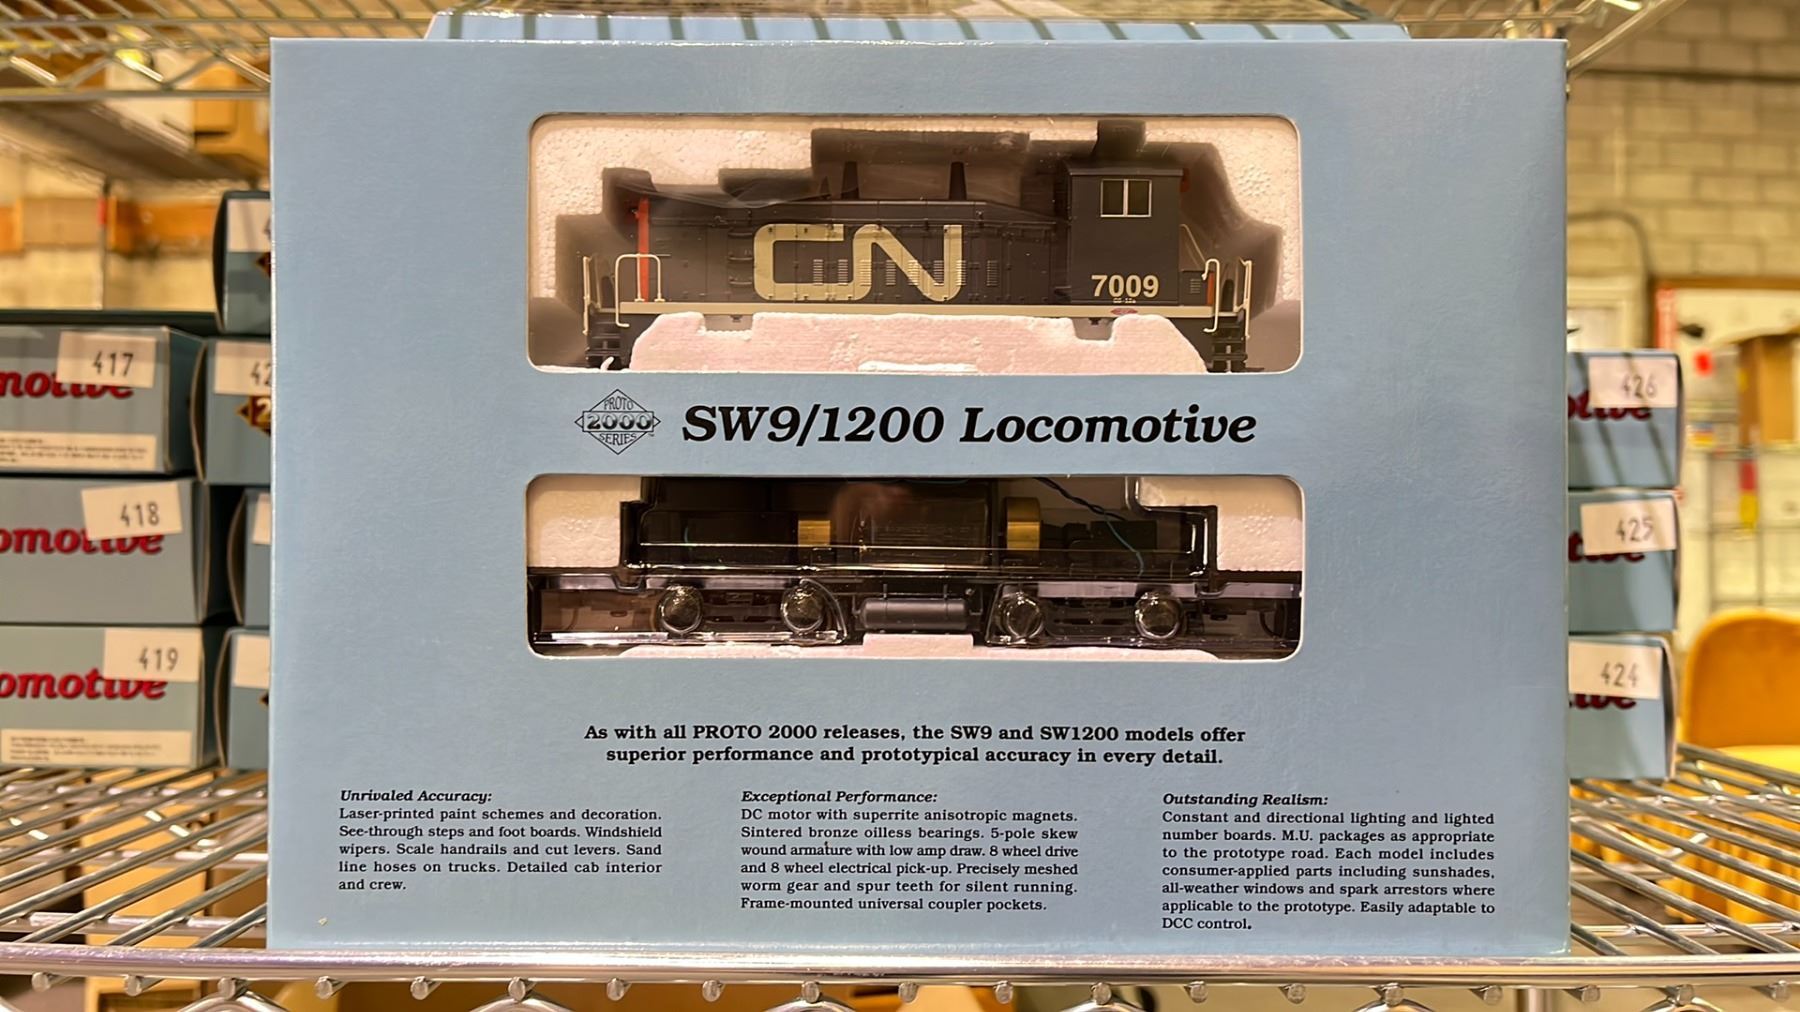 CN
7009
PROTO
2000
SERIES
SW9/1200 Locomotive
As with all PROTO 2000 releases, the SW9 and SW1200 models offer
superior performance and prototypical accuracy in every detail.
Unrivaled Accuracy:
Laser-printed paint schemes and decoration.
See-through steps and foot boards. Windshield
wipers. Scale handrails and cut levers. Sand
line hoses on trucks. Detailed cab interior
and crew.
Exceptional Performance:
DC motor with superrite anisotropic magnets.
Sintered bronze oilless bearings. 5-pole skew
wound armature with low amp draw. 8 wheel drive
and 8 wheel electrical pick-up. Precisely meshed
worm gear and spur teeth for silent running.
Frame-mounted universal coupler pockets.
Outstanding Realism:
Constant and directional lighting and lighted
number boards. M.U. packages as appropriate
to the prototype road. Each model includes
consumer-applied parts including sunshades,
all-weather windows and spark arrestors where
applicable to the prototype. Easily adaptable to
DCC control.
417
motive
418
omotive
419
omotive
426
otive
425
tive
424
tive